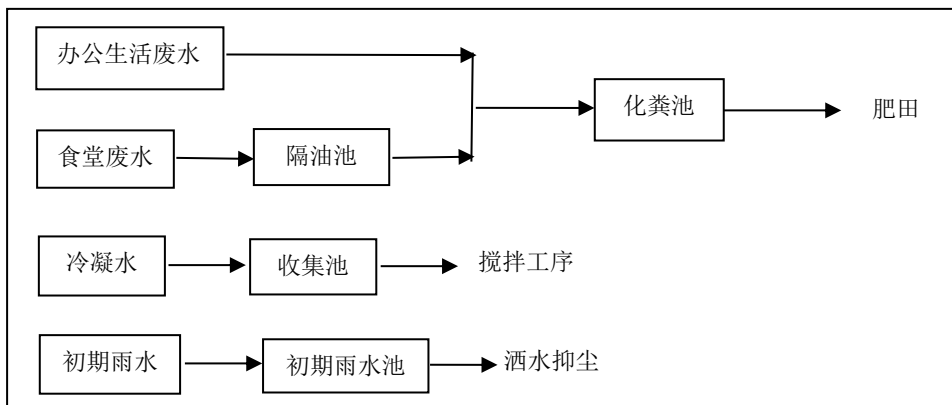 办公生活废水
化粪池
肥田
食堂废水
隔油池
冷凝水
收集池
搅拌工序
初期雨水
初期雨水池
洒水抑尘